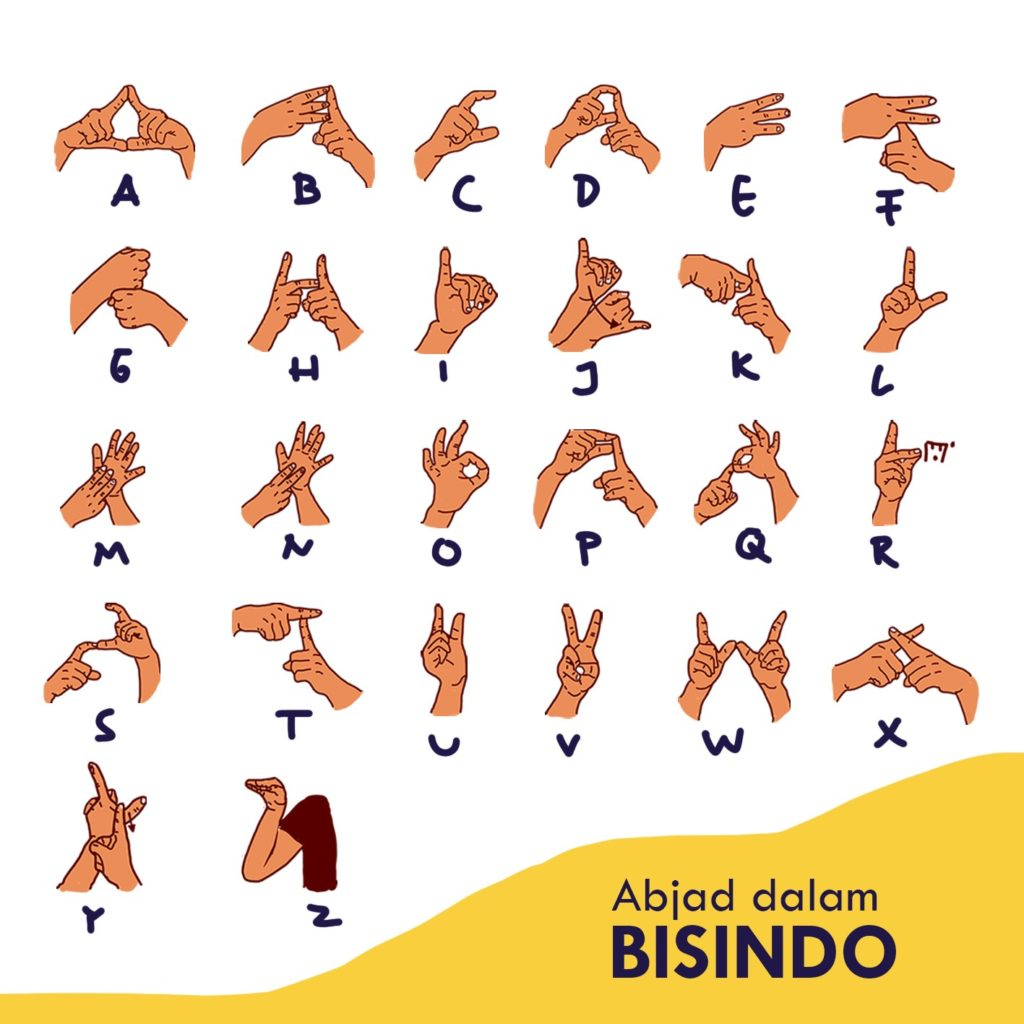 A B C D E F
G H I J K L
M N O P Q R
S T U V W X
Y Z
Abjad dalam
BISINDO